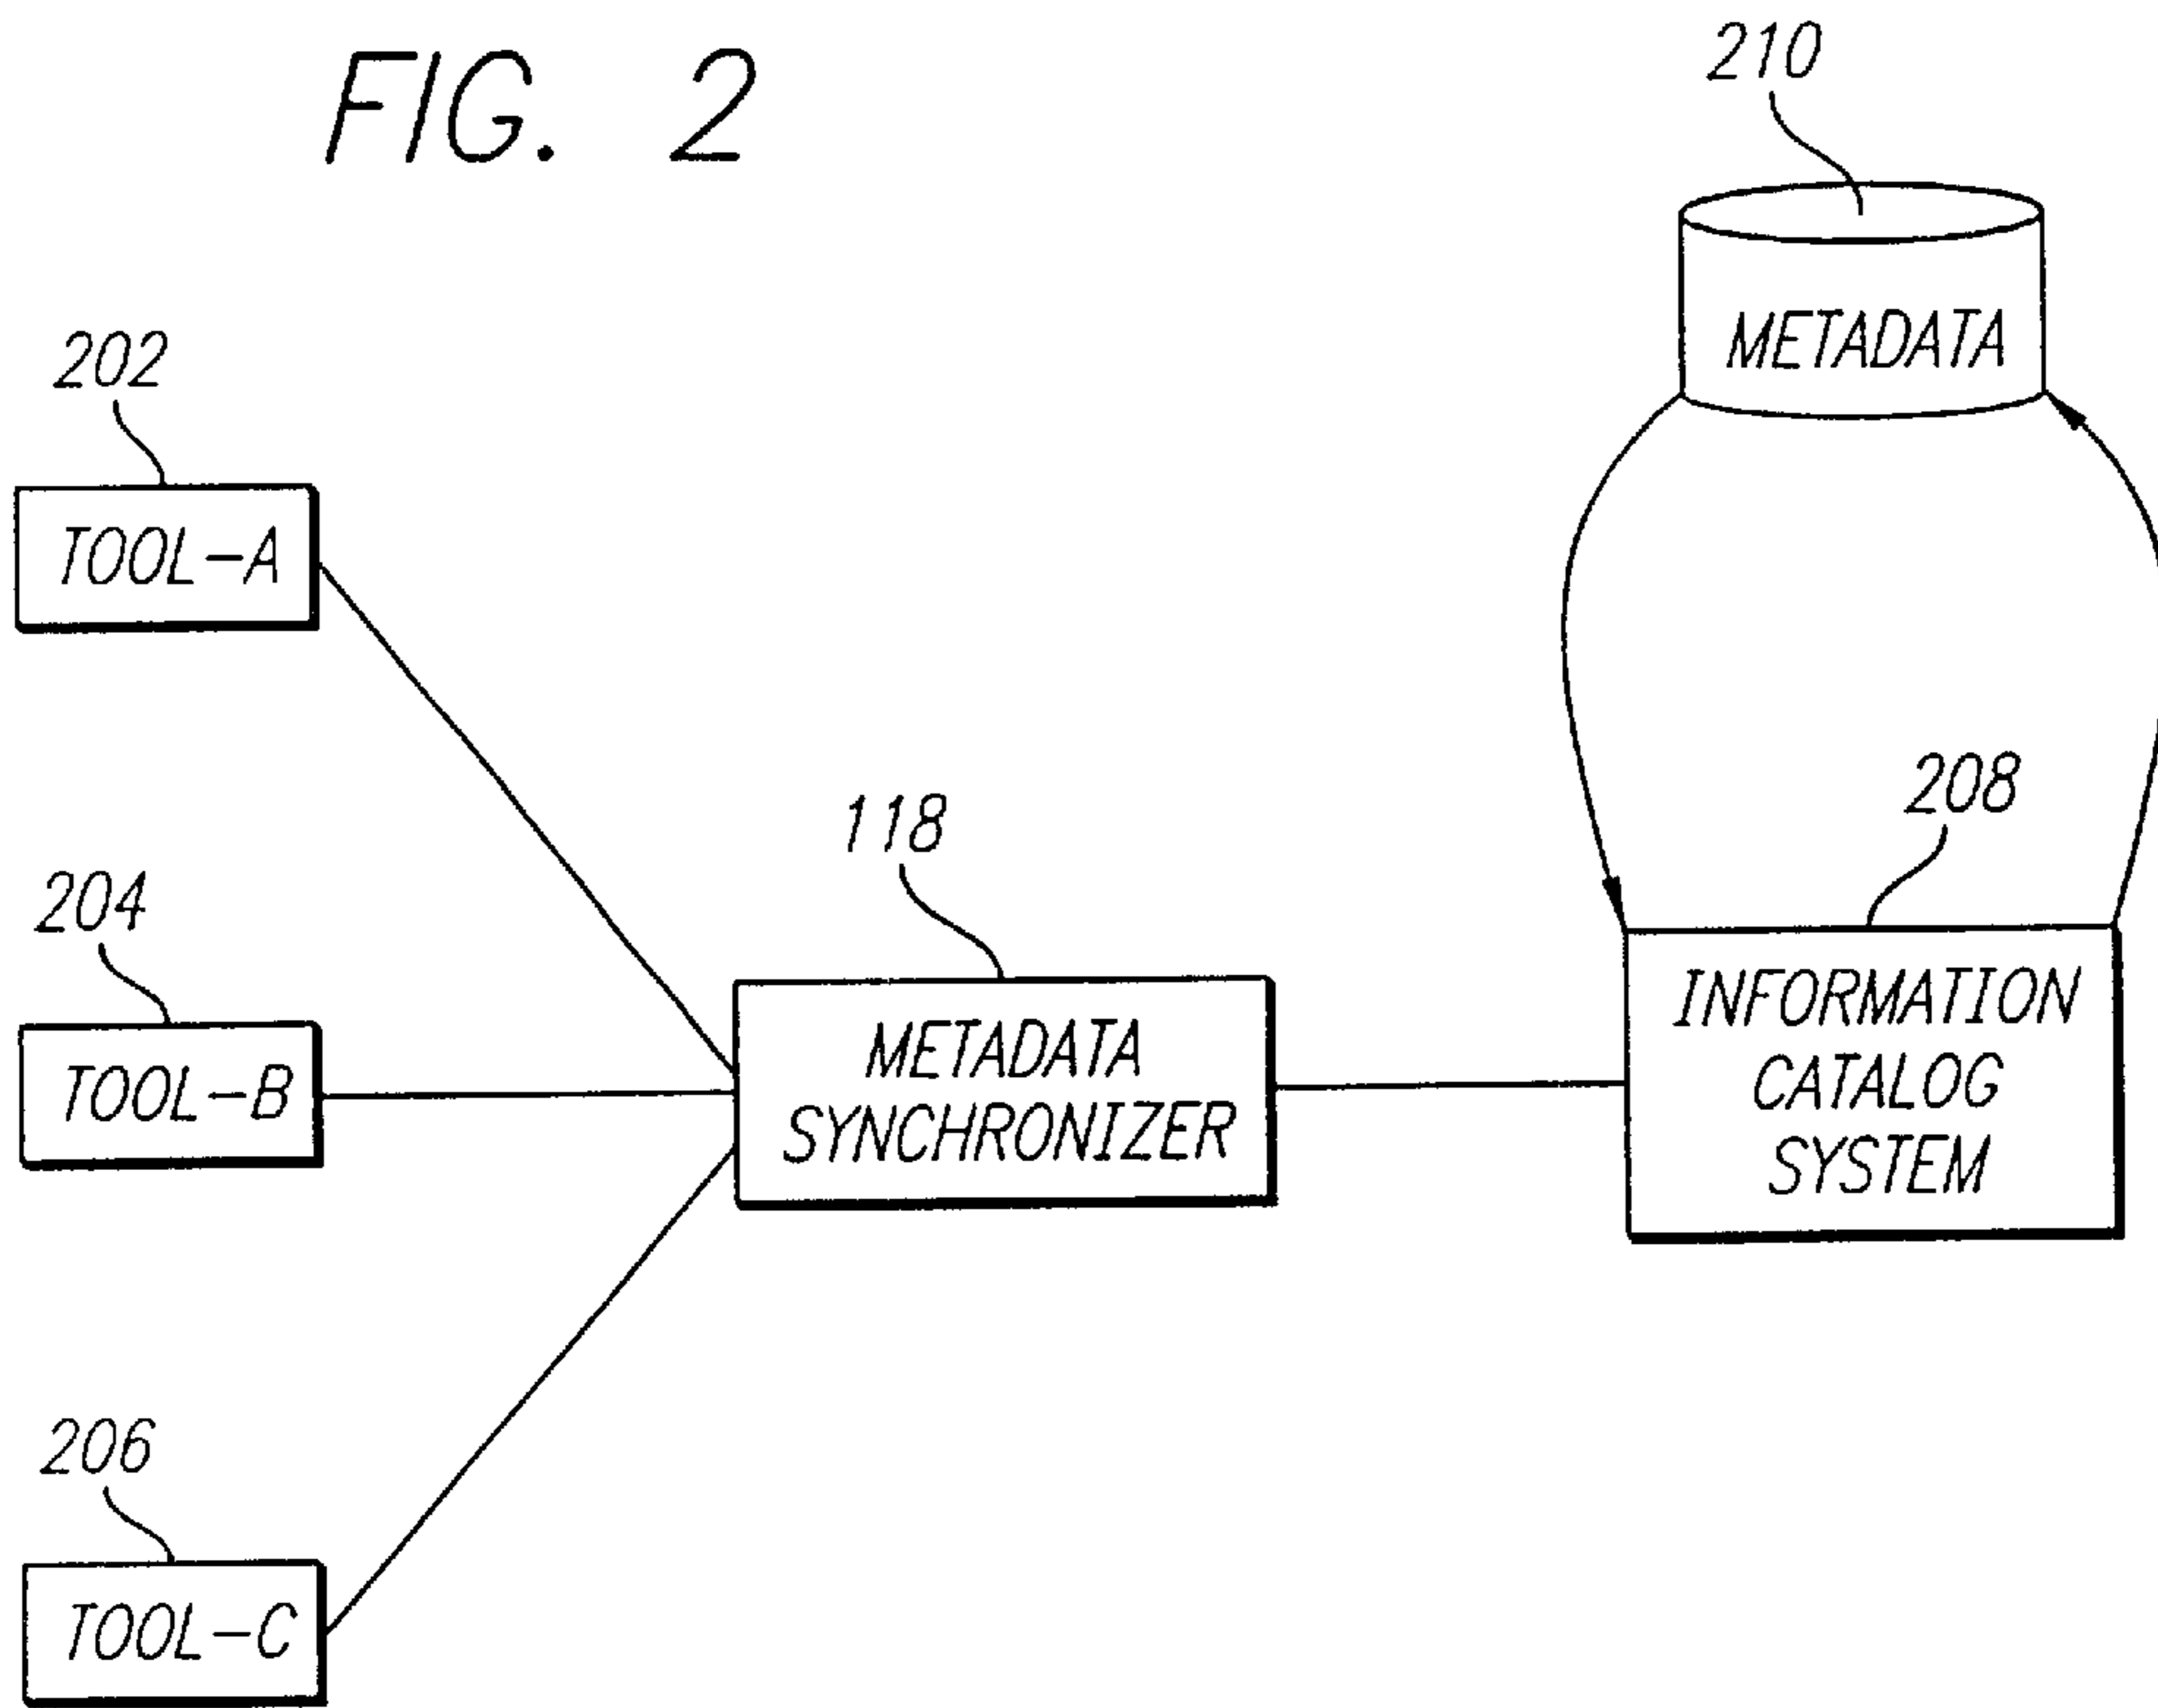 FIG. 2
210
METADATA
202
TOOL-A
208
118
204
INFORMATION
CATALOG
SYSTEM
METADATA
SYNCHRONIZER
TOOL-B
206
TOOL-C